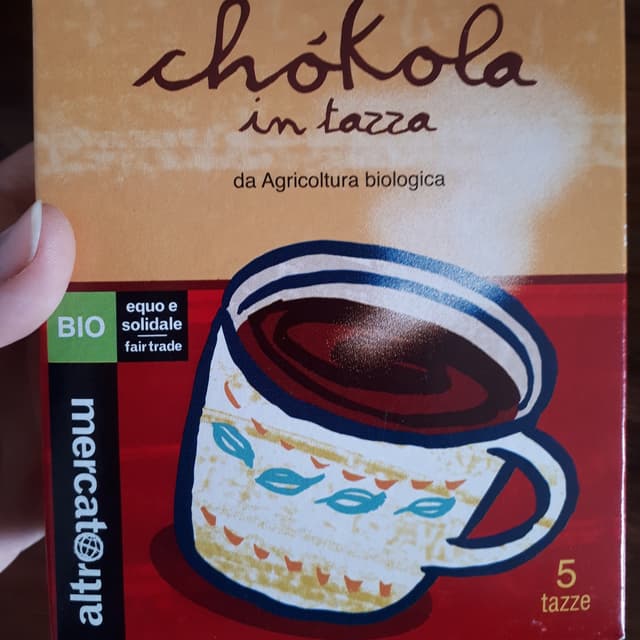 chókola
in tazza
da Agricoltura biologica
BIO
equo e
solidale
fair trade
altromercato
5
tazze